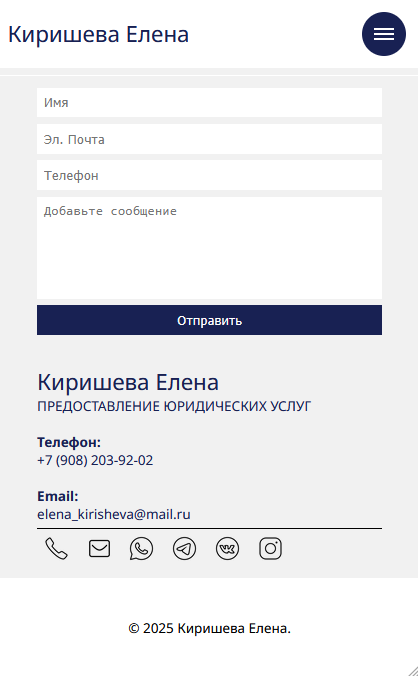 Киришева Елена
Имя
Эл. Почта
Телефон
Добавьте сообщение
Отправить
Киришева Елена
ПРЕДОСТАВЛЕНИЕ ЮРИДИЧЕСКИХ УСЛУГ
Телефон:
+7 (908) 203-92-02
Email:
elena_kirisheva@mail.ru
© 2025 Киришева Елена.